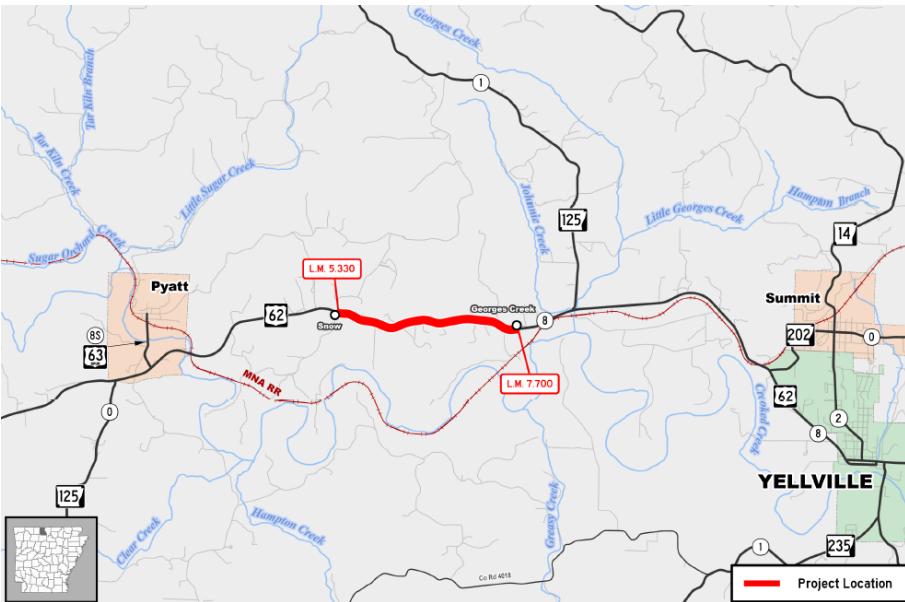 Georges Creek
1
Tar Kiln Branch
Tar Kiln Creek
Little Sugar Creek
Johnnie Creek
Hampton Branch
Little Georges Creek
125
14
Sugar Orchard Creek
L.M. 5.330
Pyatt
Summit
62
Snow
Georges Creek
8
202
0
8S
63
MNA RR
L.M. 7.700
62
Crooked Creek
0
2
8
YELLVILLE
125
Clear Creek
Hampton Creek
Greasy Creek
1
235
Co Rd 4018
Project Location